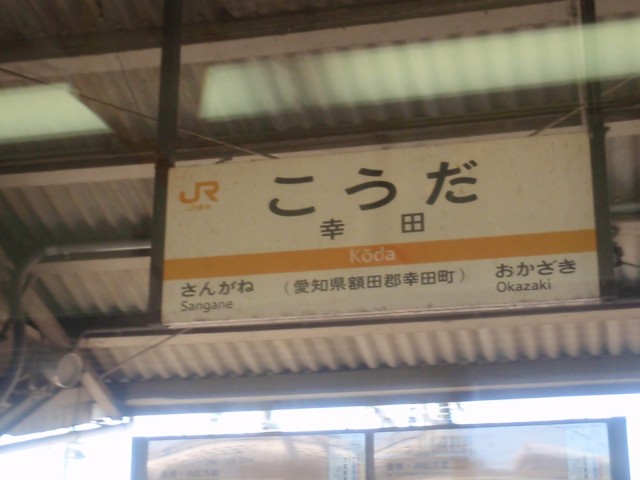 JR
こうだ
幸田
Kōda
さんがね
Sangane
（愛知県額田郡幸田町）
おかざき
Okazaki